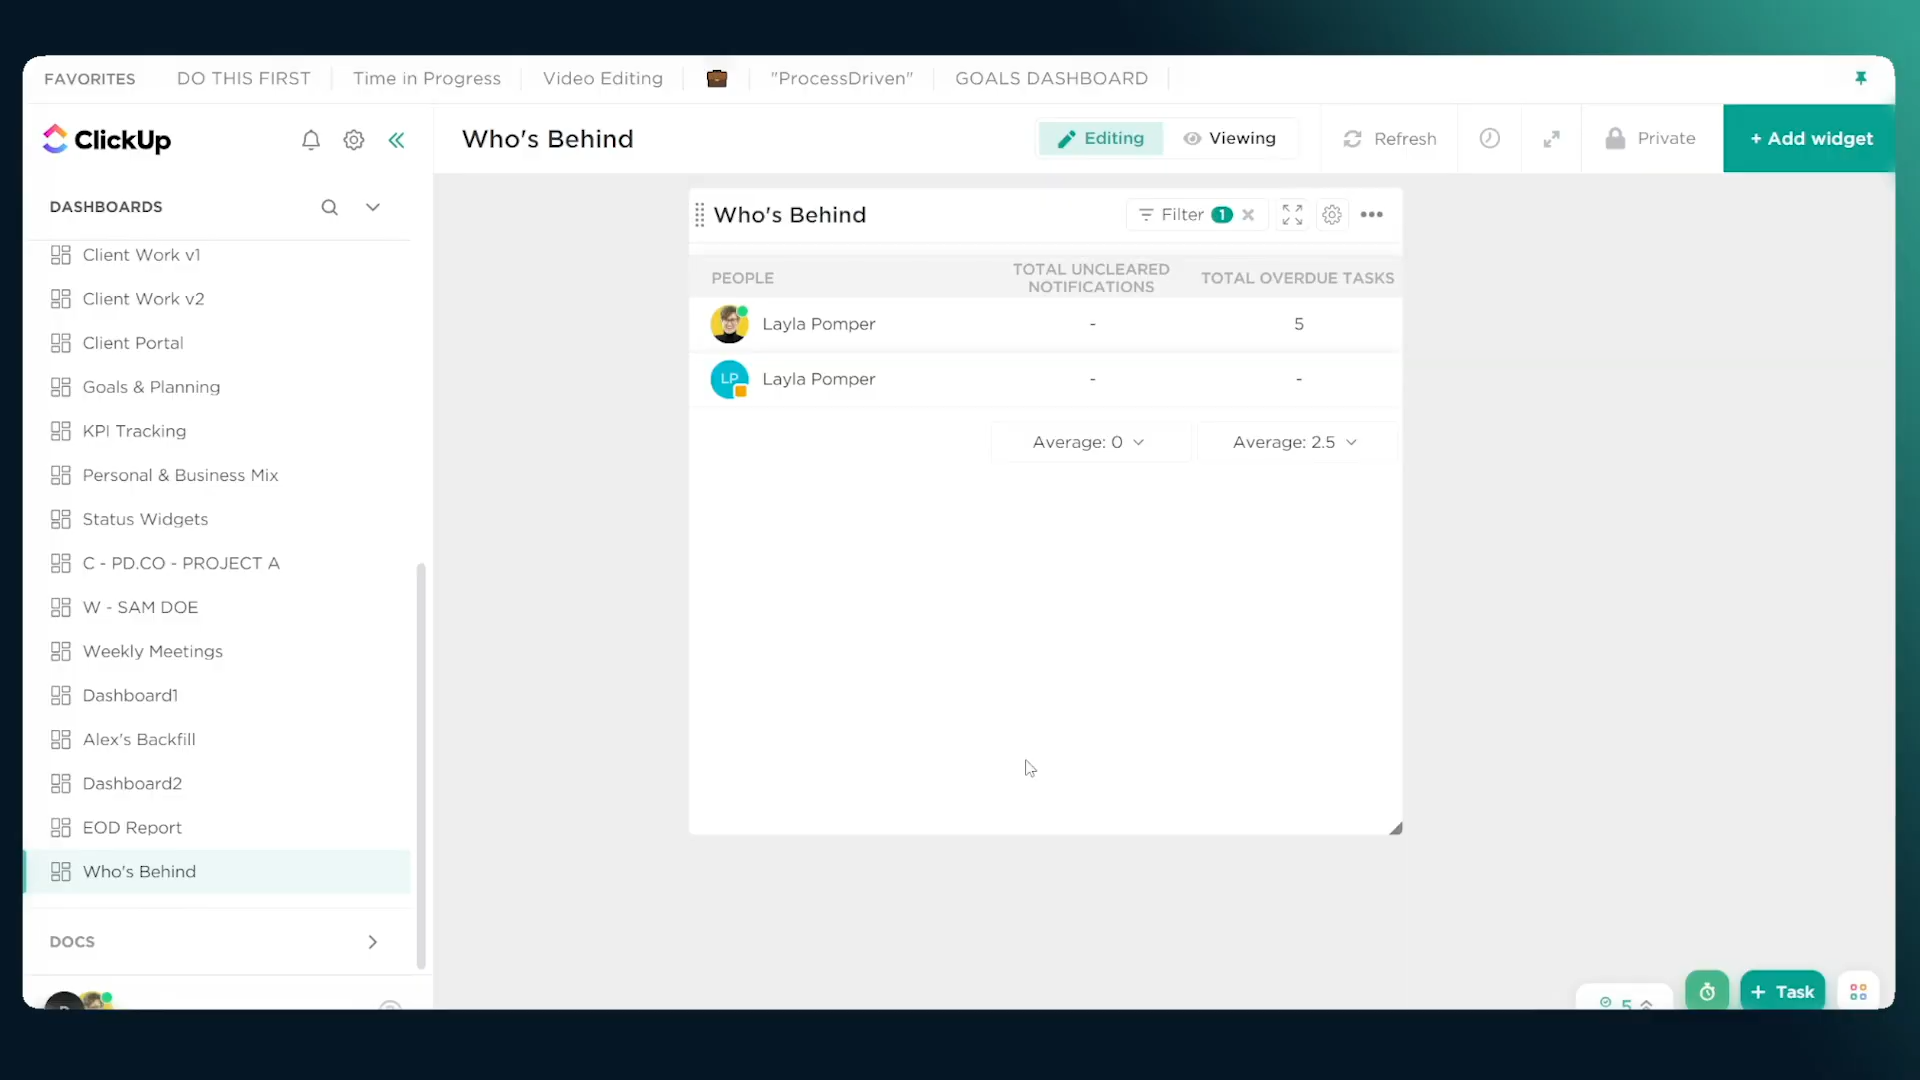 FAVORITES
DO THIS FIRST
Time in Progress
Video Editing
"ProcessDriven"
GOALS DASHBOARD
ClickUp
Who's Behind
Editing
Viewing
Refresh
Private
+ Add widget
DASHBOARDS
Client Work v1
Client Work v2
Client Portal
Goals & Planning
KPI Tracking
Personal & Business Mix
Status Widgets
C - PD.CO - PROJECT A
W - SAM DOE
Weekly Meetings
Dashboard1
Alex's Backfill
Dashboard2
EOD Report
Who's Behind
DOCS
Who's Behind
Filter 1
PEOPLE
TOTAL UNCLEARED
NOTIFICATIONS
TOTAL OVERDUE TASKS
Layla Pomper - 5
LP Layla Pomper - -
Average: 0
Average: 2.5
5
+ Task